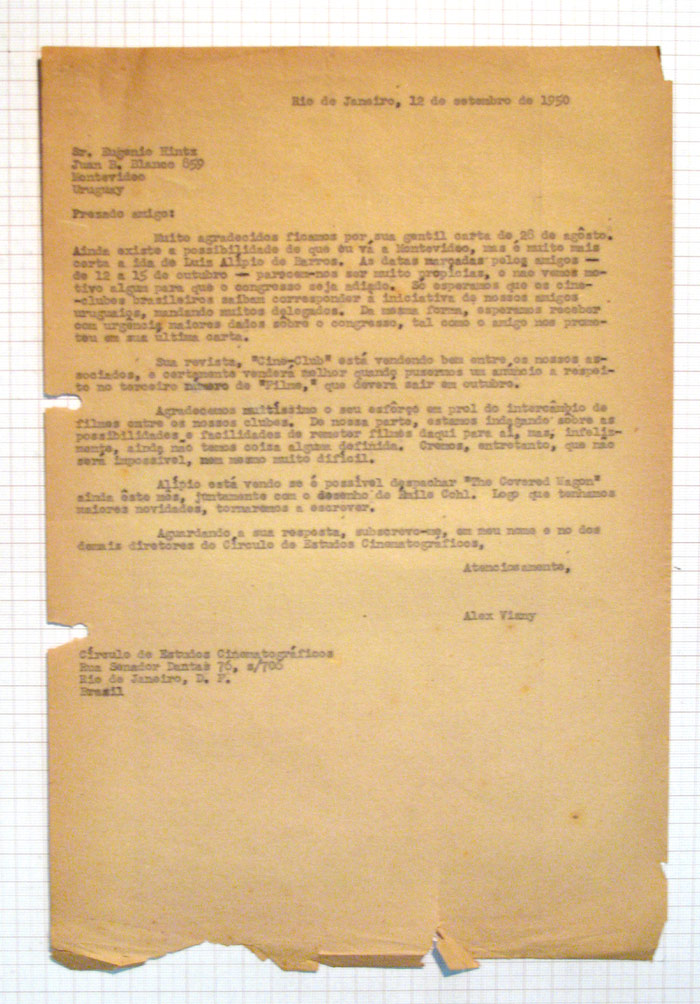 Rio de Janeiro, 12 de setembro de 1950
Sr. Eugenio Hintz
Juan B. Blanco 859
Montevideo
Uruguay
Prezado amigo:
Muito agradecidos ficamos por sua gentil carta de 28 de agôsto.
Ainda existe a possibilidade de que eu vá a Montevideo, mas é muito mais
certa a ida de Luis Alípio de Barros. As datas marcadas pelos amigos —
de 12 a 15 de outubro — parecem-nos ser muito propícias, e não vemos mo-
tivo algum para que o congresso seja adiado. Só esperamos que os cine-
-clubes brasileiros saibam corresponder à iniciativa de nossos amigos
uruguaios, mandando muitos delegados. Da mesma forma, esperamos receber
com urgência maiores dados sôbre o congresso, tal como o amigo nos prome-
teu em sua última carta.
Sua revista, "Cine-Club" está vendendo bem entre os nossos as-
sociados, e certamente venderá melhor quando pusermos um anúncio a respei-
to no terceiro número de "Filme," que deverá sair em outubro.
Agradecemos muitíssimo o seu esfôrço em prol do intercâmbio de
filmes entre os nossos clubes. De nossa parte, estamos indagando sôbre as
possibilidades e facilidades de remeter filmes daqui para aí, mas, infeliz-
mente, ainda não temos coisa alguma definida. Cremos, entretanto, que não
será impossível, nem mesmo muito difícil.
Alípio está vendo se é possível despachar "The Covered Wagon"
ainda êste mês, juntamente com o desenho de Emile Cohl. Logo que tenhamos
maiores novidades, tornaremos a escrever.
Aguardando a sua resposta, subscrevo-me, em meu nome e no dos
demais diretores do Círculo de Estudos Cinematográficos,
Atenciosamente,
Alex Viany
Círculo de Estudos Cinematográficos
Rua Senador Dantas 76, s/706
Rio de Janeiro, D. F.
Brasil